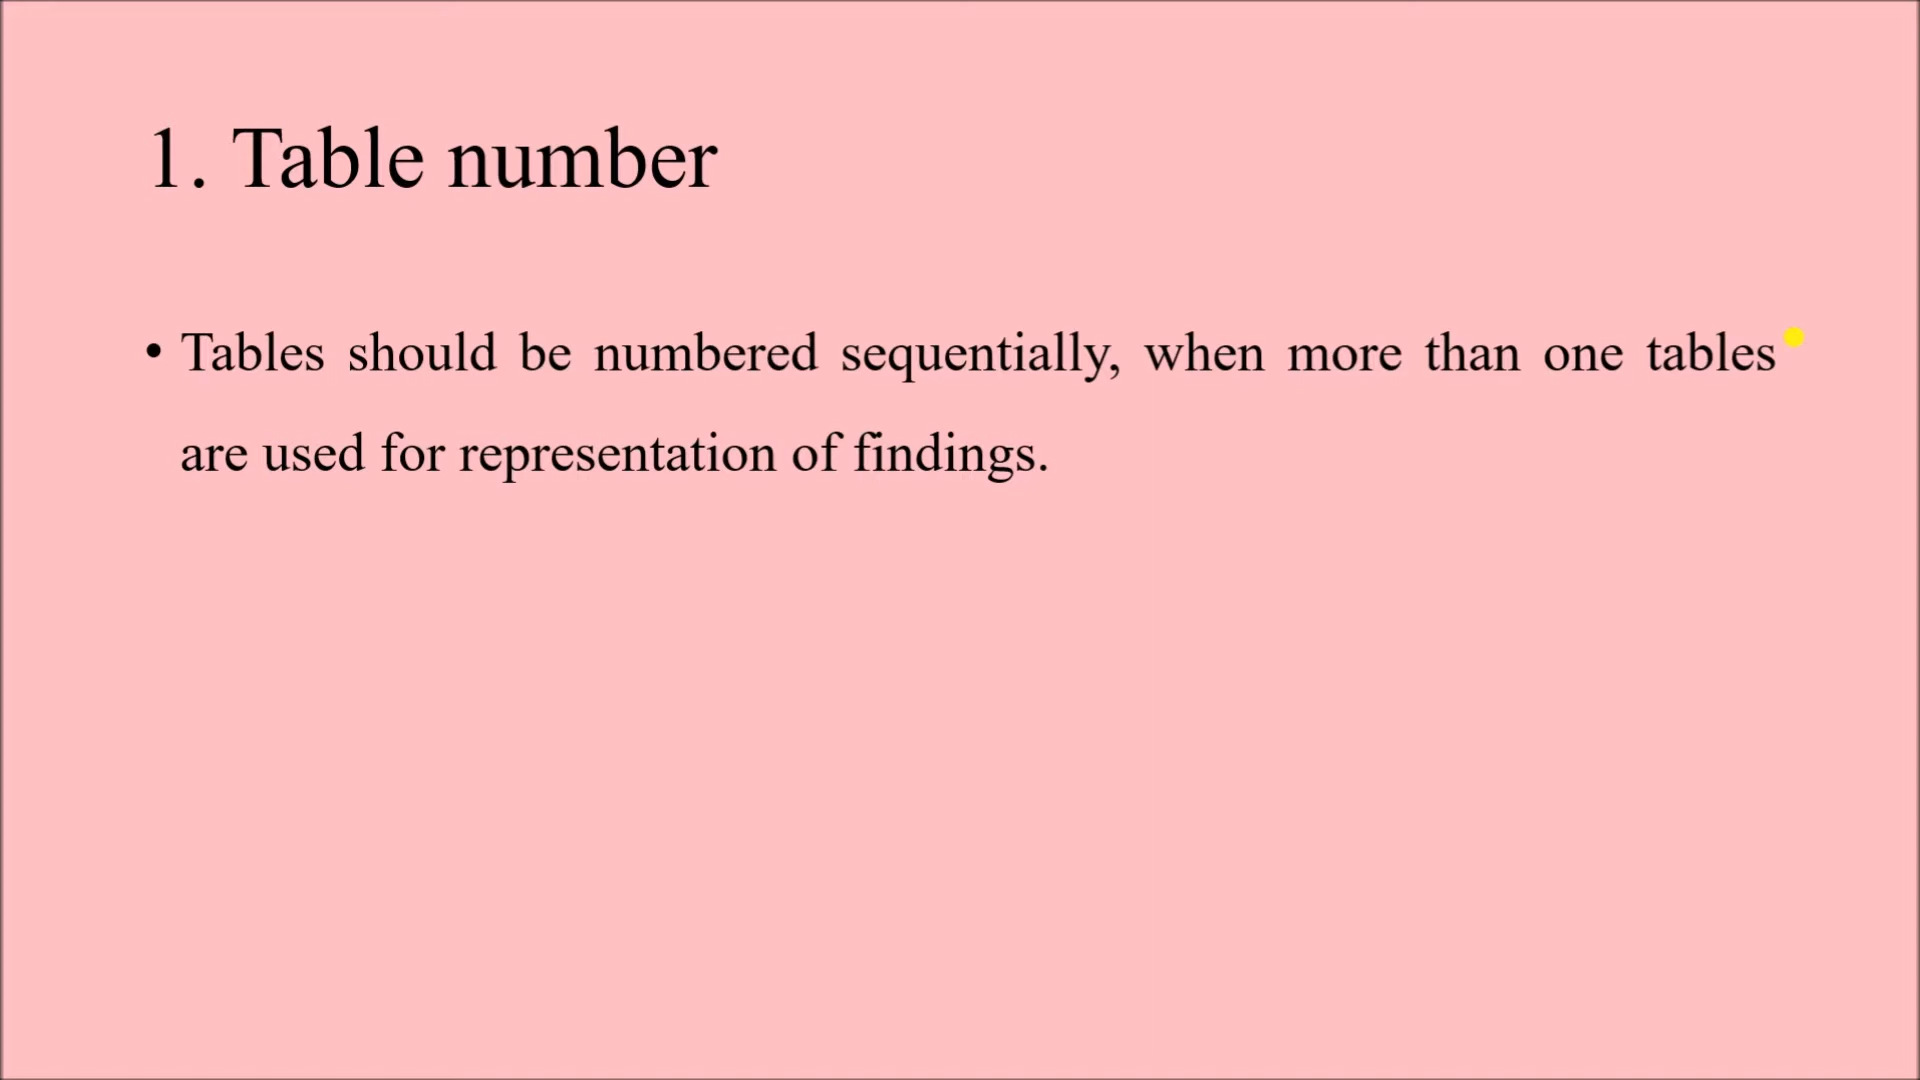 1. Table number
• Tables should be numbered sequentially, when more than one tables
are used for representation of findings.